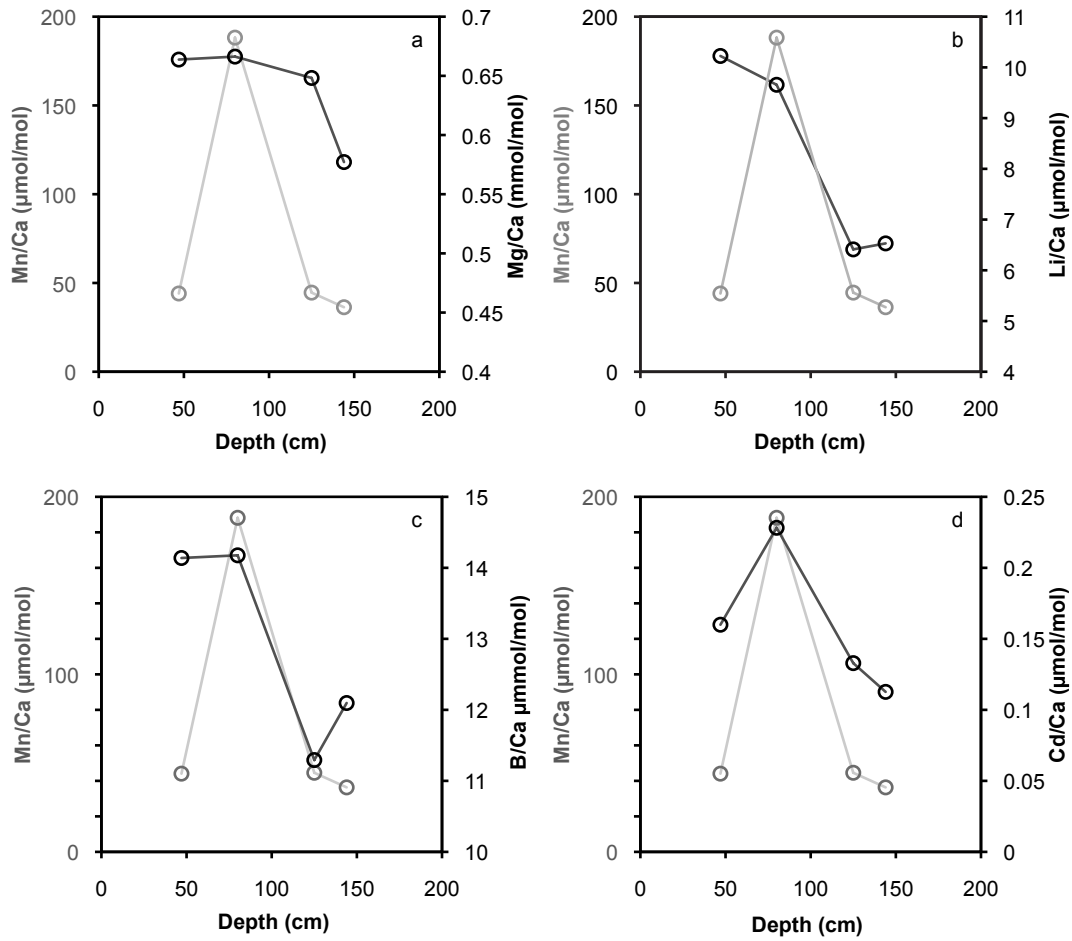 a
200
150
100
50
0
Mn/Ca (μmol/mol)
0.7
0.65
0.6
0.55
0.5
0.45
0.4
Mg/Ca (mmol/mol)
0 50 100 150 200
Depth (cm)
b
200
150
100
50
0
Mn/Ca (μmol/mol)
11
10
9
8
7
6
5
4
Li/Ca (μmol/mol)
0 50 100 150 200
Depth (cm)
c
200
100
0
Mn/Ca (μmol/mol)
15
14
13
12
11
10
B/Ca μmmol/mol)
0 50 100 150 200
Depth (cm)
d
200
100
0
Mn/Ca (μmol/mol)
0.25
0.2
0.15
0.1
0.05
0
Cd/Ca (μmol/mol)
0 50 100 150 200
Depth (cm)